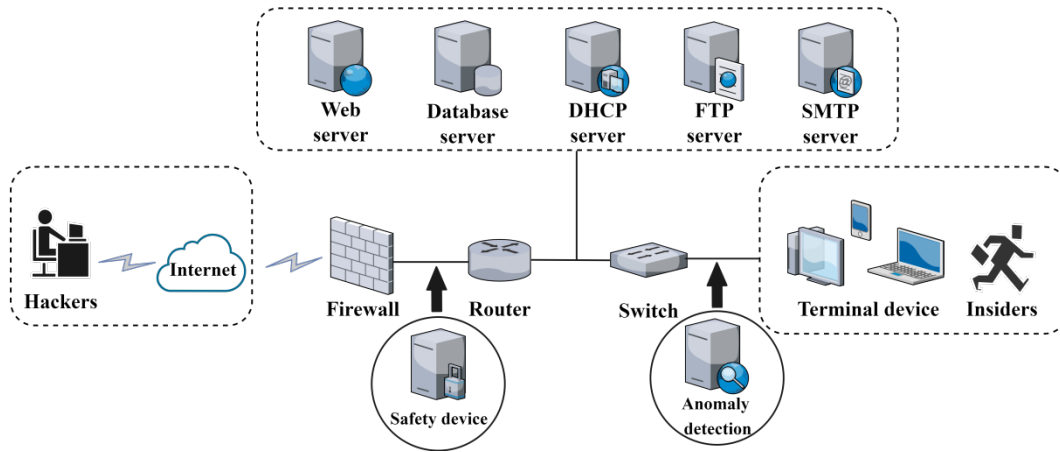 Web
server
Database
server
DHCP
server
FTP
server
SMTP
server
@
Hackers
Internet
Firewall
Router
Switch
Terminal device
Insiders
Safety device
Anomaly
detection